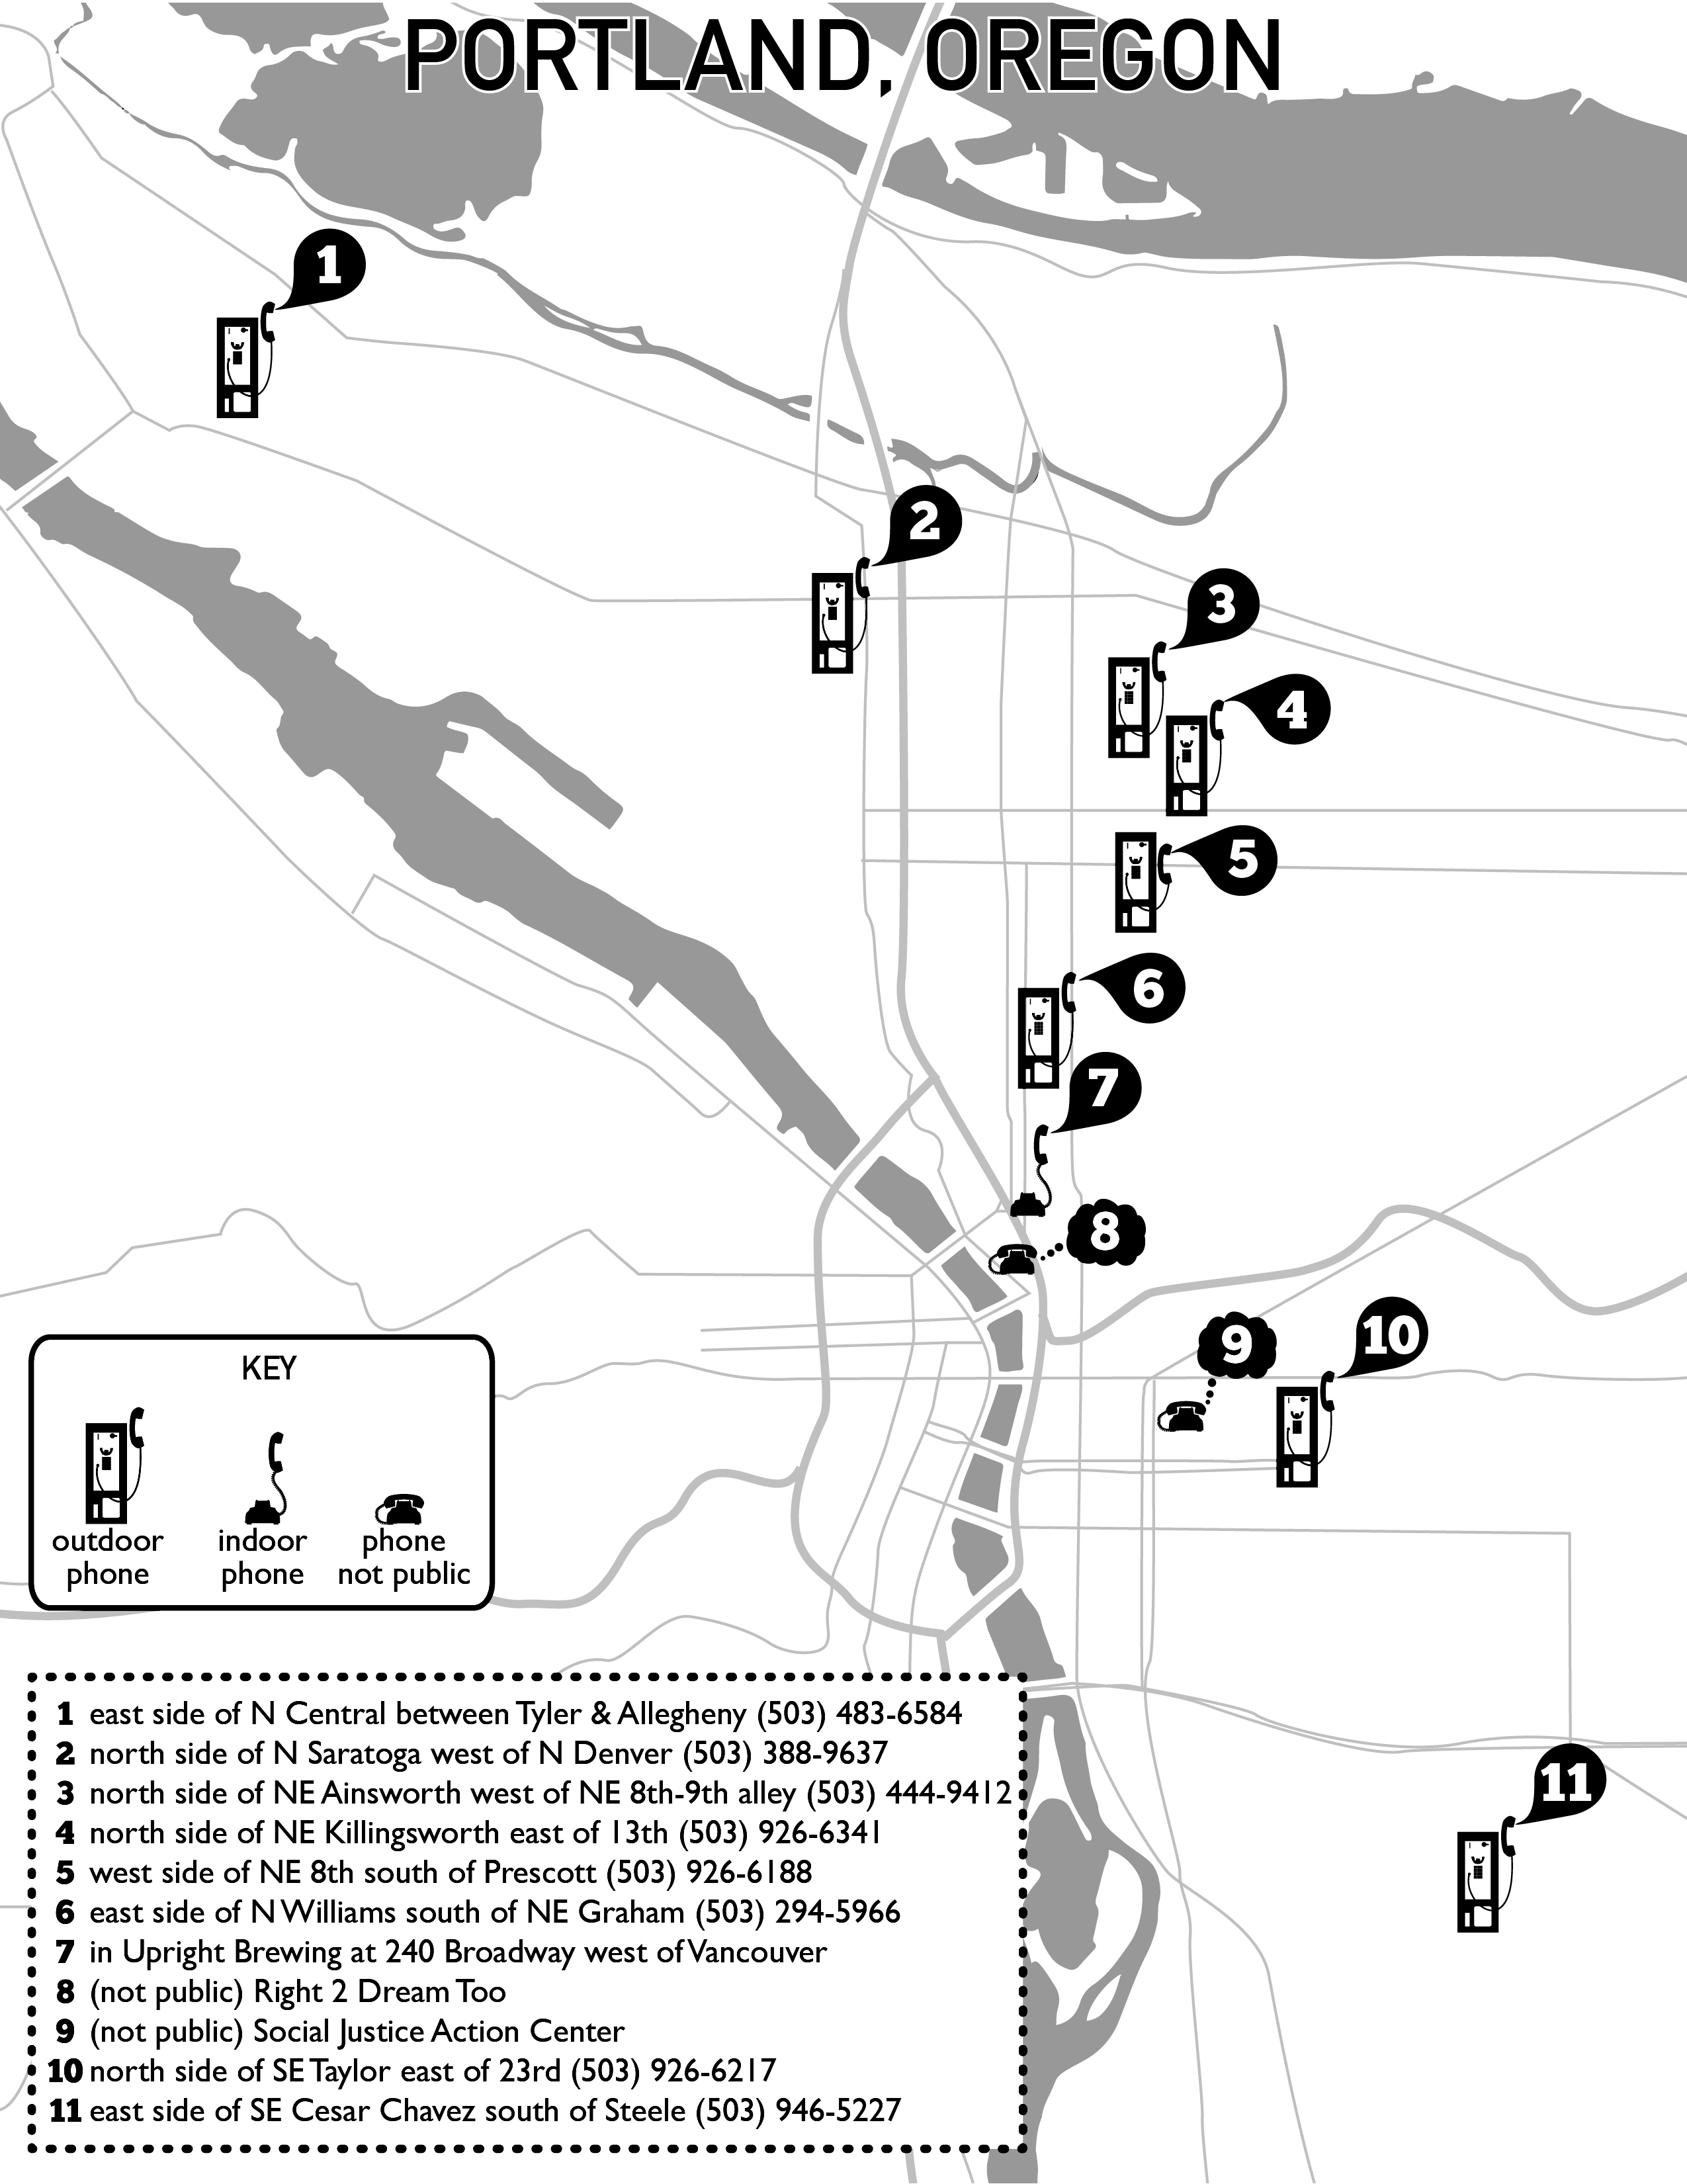 PORTLAND, OREGON
1
2
3
4
5
6
7
8
9
10
11
KEY
outdoor phone
indoor phone
phone not public
1 east side of N Central between Tyler & Allegheny (503) 483-6584
2 north side of N Saratoga west of N Denver (503) 388-9637
3 north side of NE Ainsworth west of NE 8th-9th alley (503) 444-9412
4 north side of NE Killingsworth east of 13th (503) 926-6341
5 west side of NE 8th south of Prescott (503) 926-6188
6 east side of N Williams south of NE Graham (503) 294-5966
7 in Upright Brewing at 240 Broadway west of Vancouver
8 (not public) Right 2 Dream Too
9 (not public) Social Justice Action Center
10 north side of SE Taylor east of 23rd (503) 926-6217
11 east side of SE Cesar Chavez south of Steele (503) 946-5227